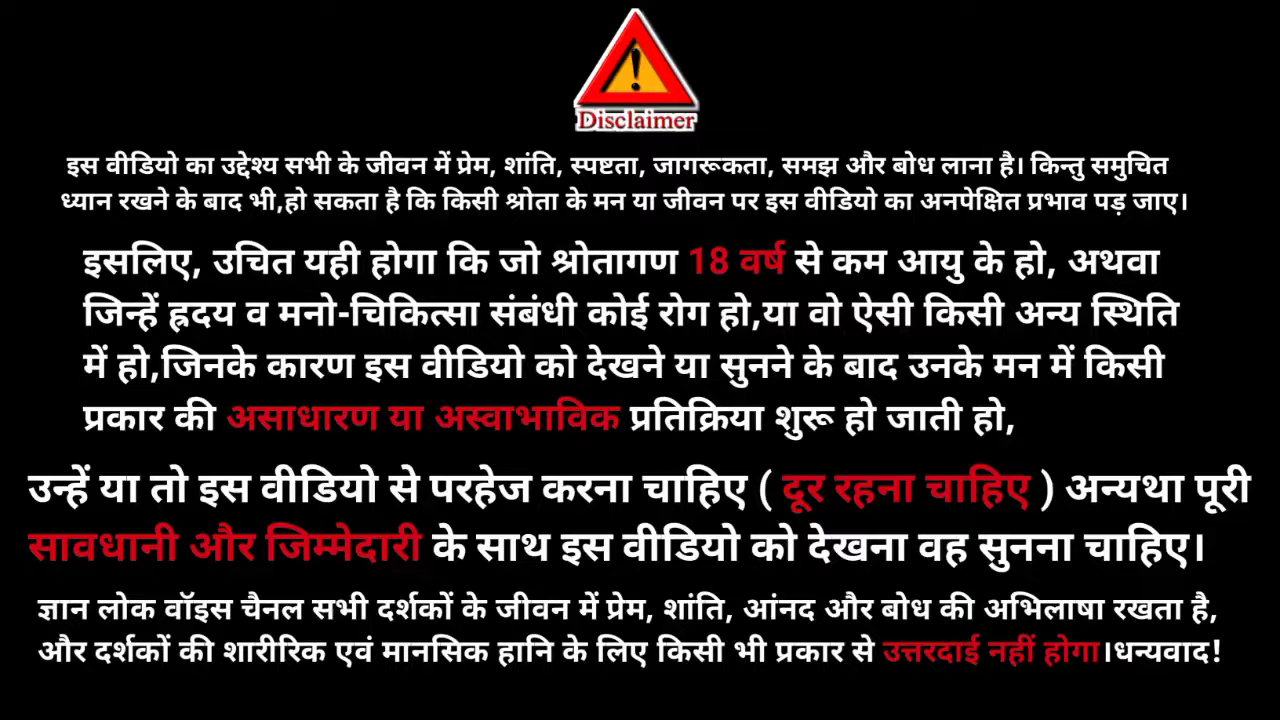 !
Disclaimer
इस वीडियो का उद्देश्य सभी के जीवन में प्रेम, शांति, स्पष्टता, जागरूकता, समझ और बोध लाना है। किन्तु समुचित
ध्यान रखने के बाद भी,हो सकता है कि किसी श्रोता के मन या जीवन पर इस वीडियो का अनपेक्षित प्रभाव पड़ जाए।
इसलिए, उचित यही होगा कि जो श्रोतागण 18 वर्ष से कम आयु के हो, अथवा
जिन्हें ह्रदय व मनो-चिकित्सा संबंधी कोई रोग हो,या वो ऐसी किसी अन्य स्थिति
में हो,जिनके कारण इस वीडियो को देखने या सुनने के बाद उनके मन में किसी
प्रकार की असाधारण या अस्वाभाविक प्रतिक्रिया शुरू हो जाती हो,
उन्हें या तो इस वीडियो से परहेज करना चाहिए ( दूर रहना चाहिए ) अन्यथा पूरी
सावधानी और जिम्मेदारी के साथ इस वीडियो को देखना वह सुनना चाहिए।
ज्ञान लोक वॉइस चैनल सभी दर्शकों के जीवन में प्रेम, शांति, आंनद और बोध की अभिलाषा रखता है,
और दर्शकों की शारीरिक एवं मानसिक हानि के लिए किसी भी प्रकार से उत्तरदाई नहीं होगा।धन्यवाद!